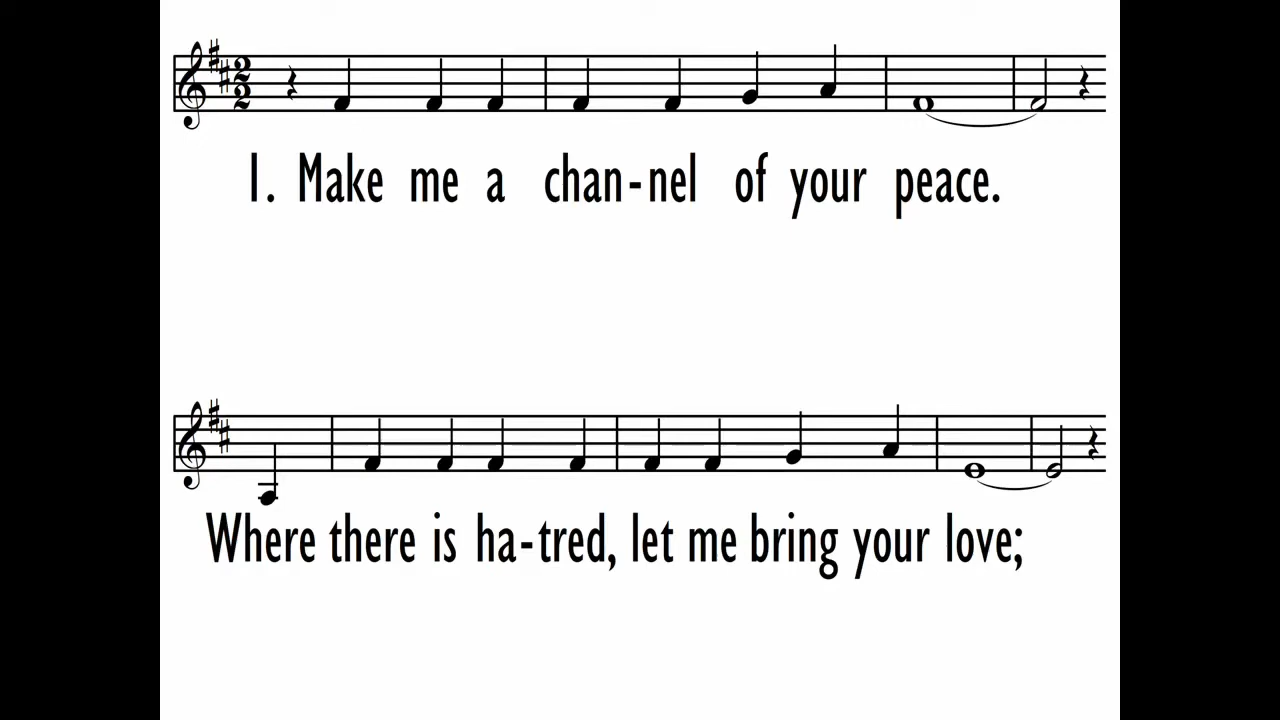 1. Make me a chan-nel of your peace.
Where there is ha-tred, let me bring your love;